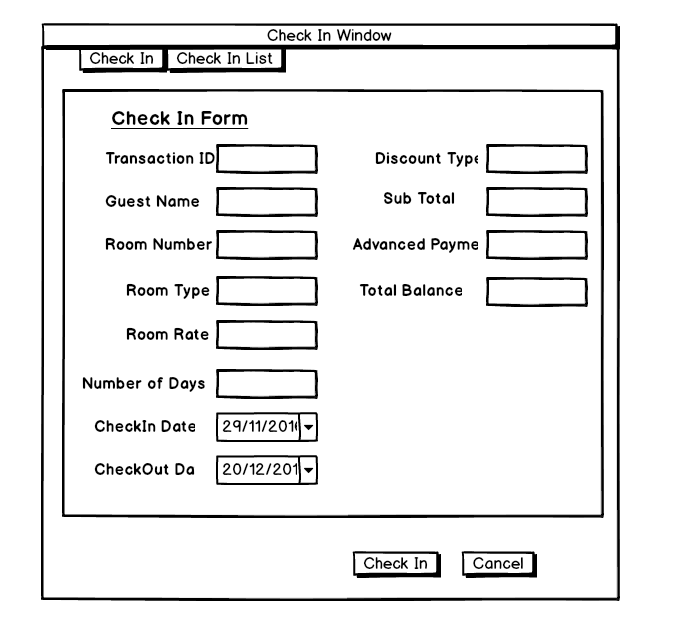 Check In Window
Check In
Check In List
Check In Form
Transaction ID
Guest Name
Room Number
Room Type
Room Rate
Number of Days
CheckIn Date
29/11/201
CheckOut Da
20/12/201
Discount Type
Sub Total
Advanced Payme
Total Balance
Check In
Cancel